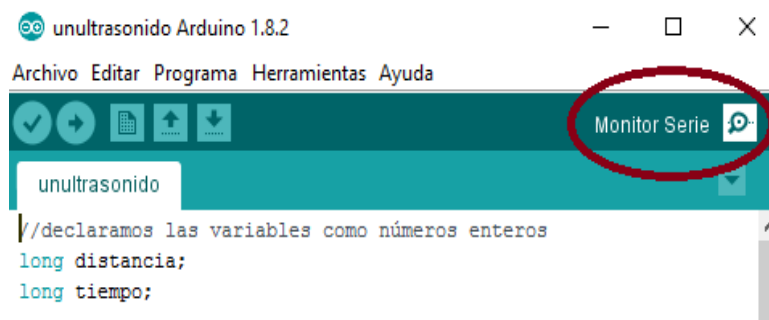 unultrasonido Arduino 1.8.2
Archivo Editar Programa Herramientas Ayuda
Monitor Serie
unultrasonido
//declaramos las variables como números enteros
long distancia;
long tiempo;